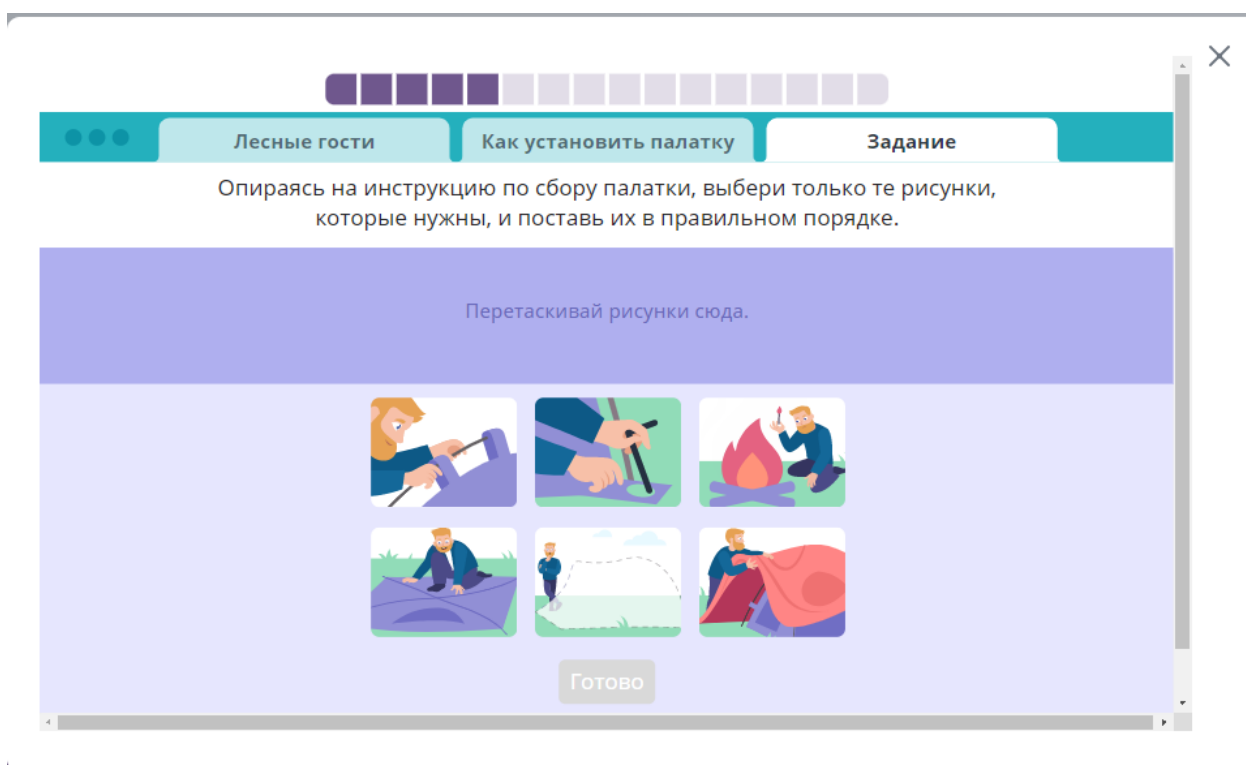 Лесные гости
Как установить палатку
Задание
Опираясь на инструкцию по сбору палатки, выбери только те рисунки,
которые нужны, и поставь их в правильном порядке.
Перетаскивай рисунки сюда.
Готово